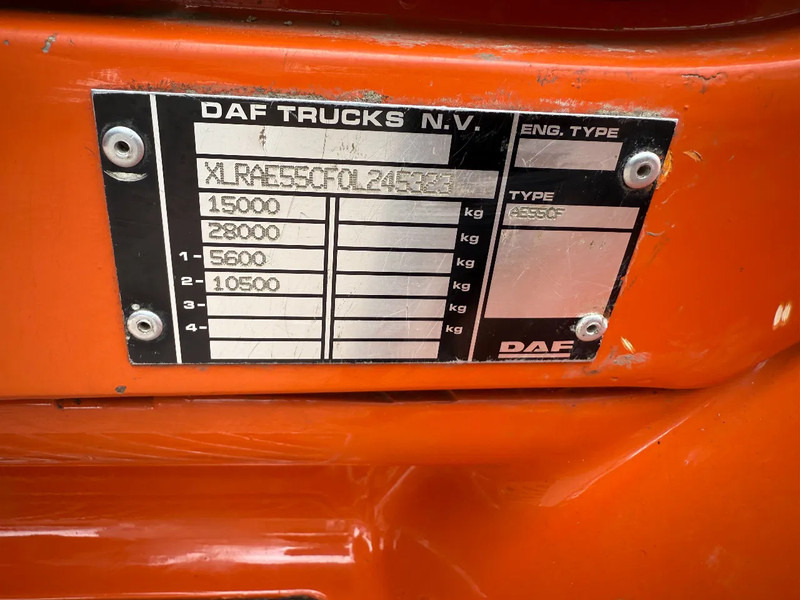 DAF TRUCKS N.V.
ENG. TYPE
XLRAE55CF0L245323
TYPE
AE55CF
15000 kg
28000 kg
1- 5600 kg
2- 10500 kg
3- kg
4- kg
DAF